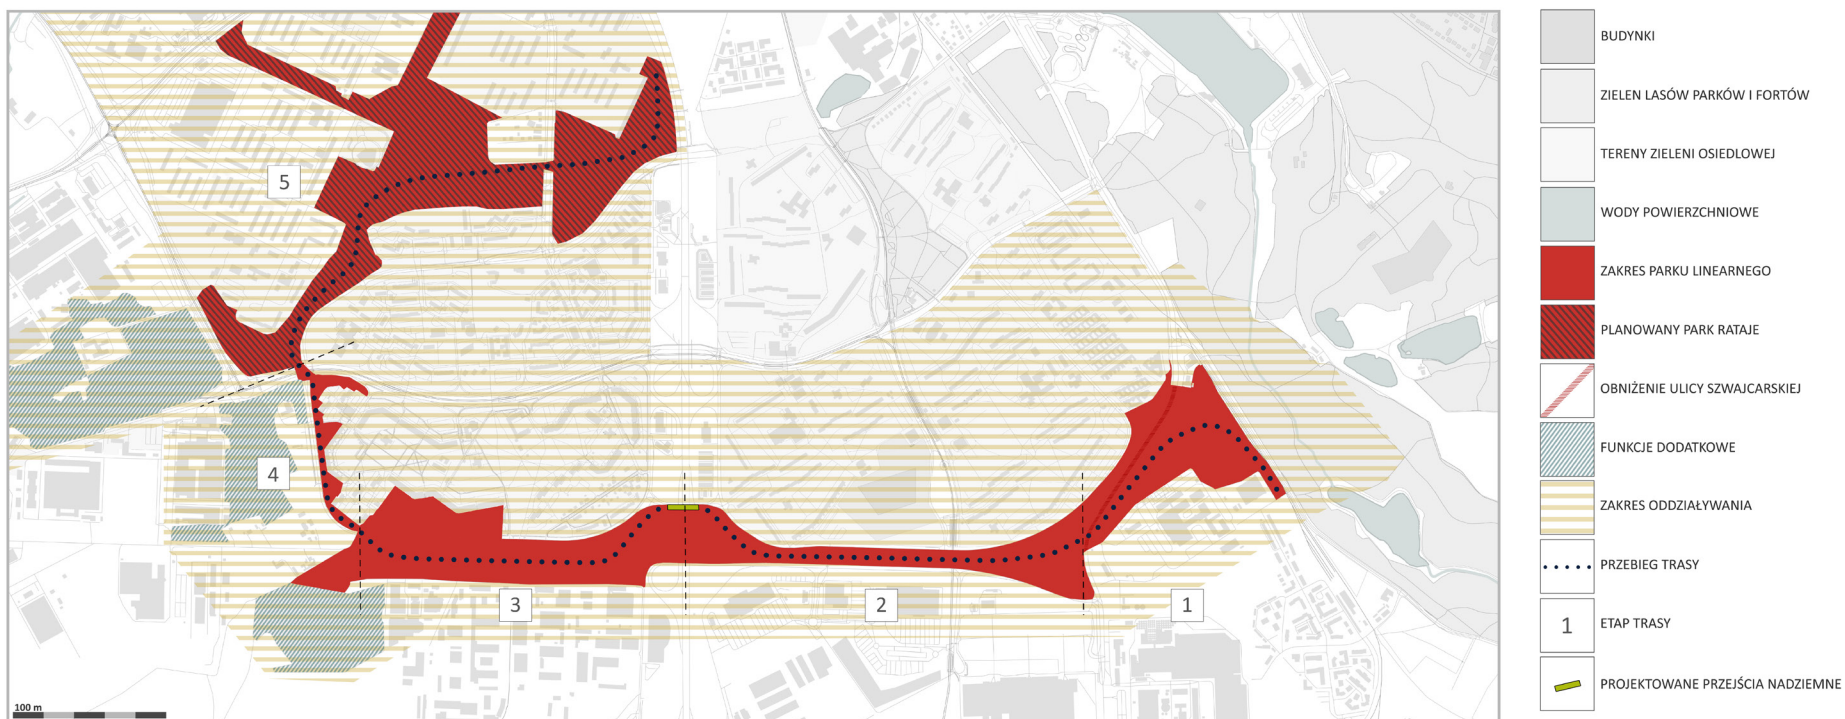 BUDYNKI
ZIELEN LASÓW PARKÓW I FORTÓW
TERENY ZIELENI OSIEDLOWEJ
WODY POWIERZCHNIOWE
ZAKRES PARKU LINEARNEGO
PLANOWANY PARK RATAJE
OBNIŻENIE ULICY SZWAJCARSKIEJ
FUNKCJE DODATKOWE
ZAKRES ODDZIAŁYWANIA
PRZEBIEG TRASY
1
ETAP TRASY
PROJEKTOWANE PRZEJŚCIA NADZIEMNE
5
4
3
2
1
100 m